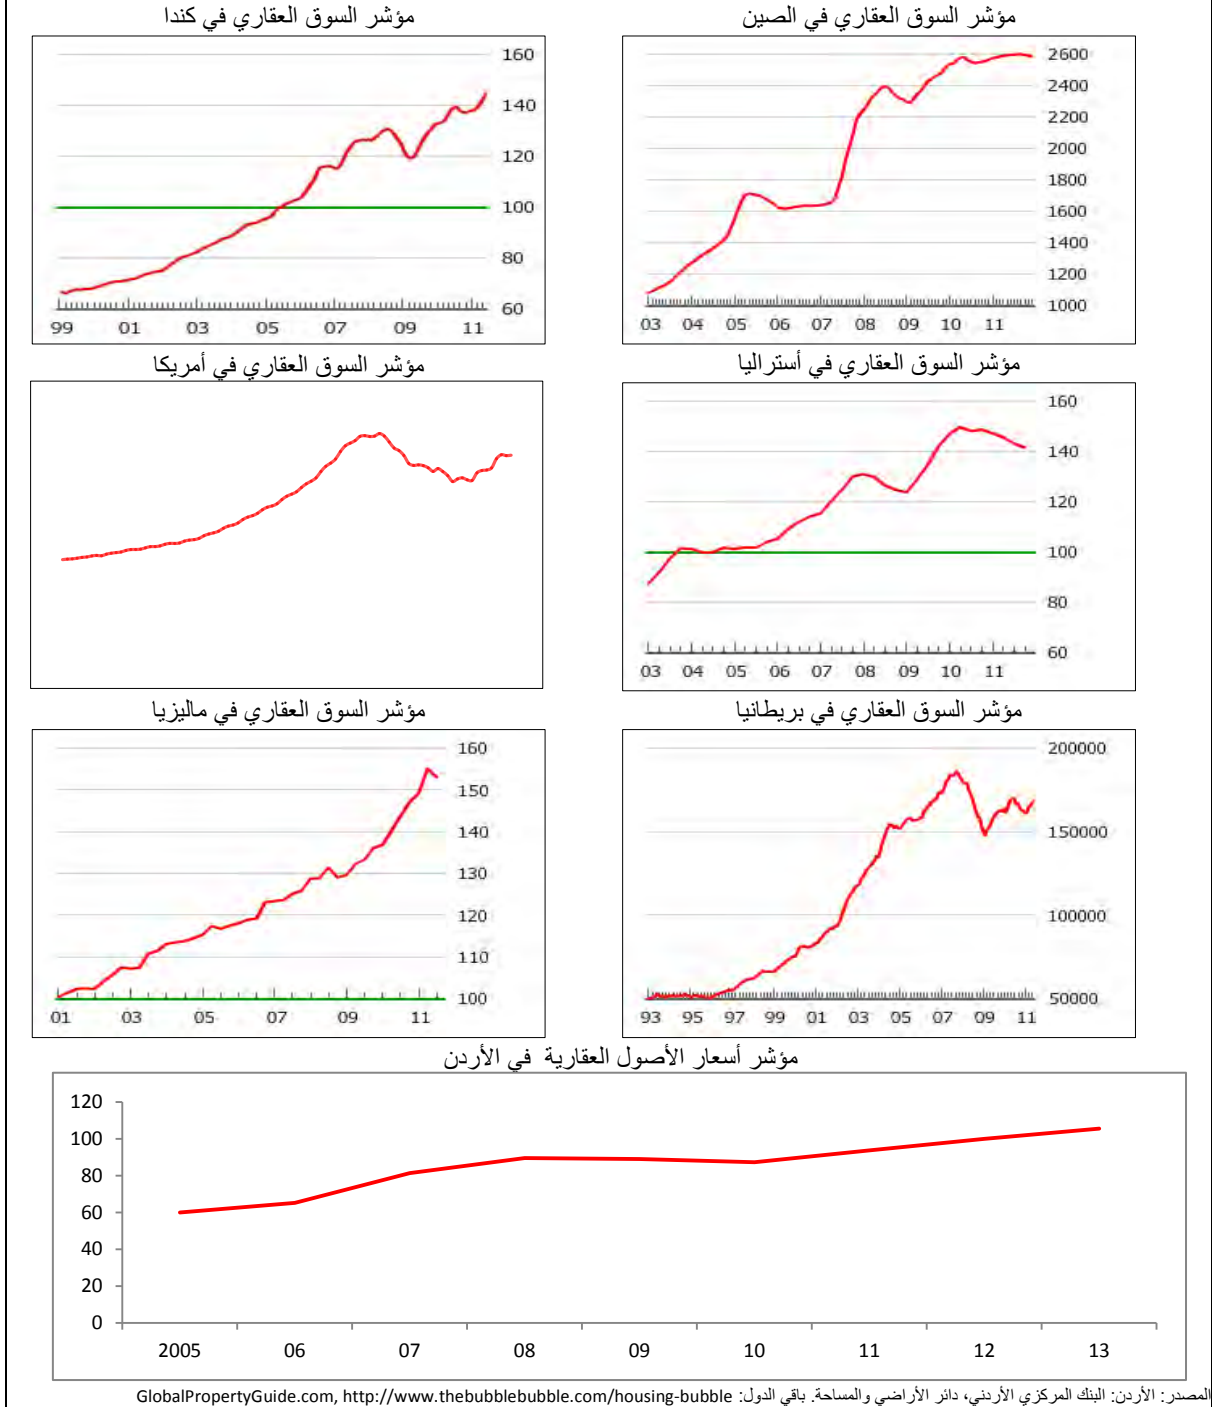 مؤشر السوق العقاري في الصين
2600
2400
2200
2000
1800
1600
1400
1200
1000
03 04 05 06 07 08 09 10 11
مؤشر السوق العقاري في كندا
160
140
120
100
80
60
99 01 03 05 07 09 11
مؤشر السوق العقاري في أستراليا
160
140
120
100
80
60
03 04 05 06 07 08 09 10 11
مؤشر السوق العقاري في أمريكا
مؤشر السوق العقاري في بريطانيا
200000
150000
100000
50000
93 95 97 99 01 03 05 07 09 11
مؤشر السوق العقاري في ماليزيا
160
150
140
130
120
110
100
01 03 05 07 09 11
مؤشر أسعار الأصول العقارية في الأردن
120
100
80
60
40
20
0
2005 06 07 08 09 10 11 12 13
المصدر: الأردن: البنك المركزي الأردني، دائر الأراضي والمساحة. باقي الدول: GlobalPropertyGuide.com, http://www.thebubblebubble.com/housing-bubble